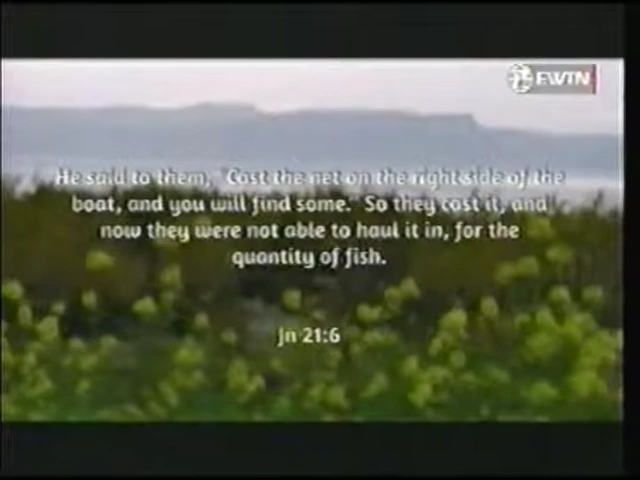 EWTN
He said to them, "Cast the net on the right side of the
boat, and you will find some." So they cast it, and
now they were not able to haul it in, for the
quantity of fish.
Jn 21:6